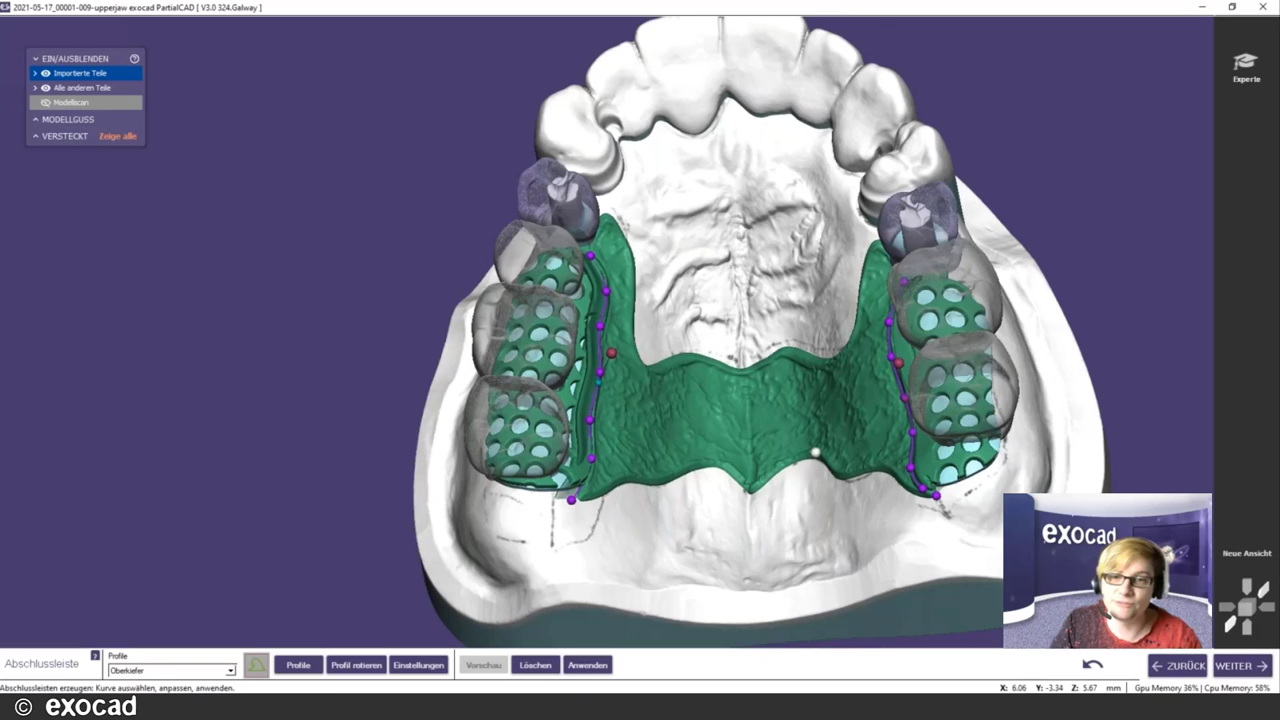 2021-05-17_00001-009-upperjaw exocad PartialCAD [ V3.0 324.Galway ]
EIN/AUSBLENDEN
Importierte Teile
Alle anderen Teile
Modellscan
MODELLGUSS
VERSTECKT Zeige alle
Experte
exocad
Neue Ansicht
Abschlussleiste ?
Profile
Oberkiefer
Profile
Profil rotieren
Einstellungen
Vorschau
Löschen
Anwenden
ZURÜCK
WEITER
Abschlussleisten erzeugen: Kurve auswählen, anpassen, anwenden.
X: 6.06 Y: -3.34 Z: 5.67 mm Gpu Memory 36% | Cpu Memory: 58%
© exocad